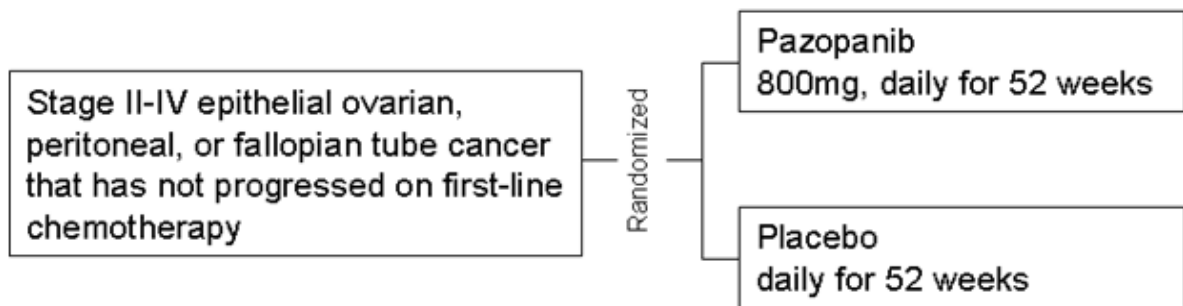 Stage II-IV epithelial ovarian,
peritoneal, or fallopian tube cancer
that has not progressed on first-line
chemotherapy
Randomized
Pazopanib
800mg, daily for 52 weeks
Placebo
daily for 52 weeks